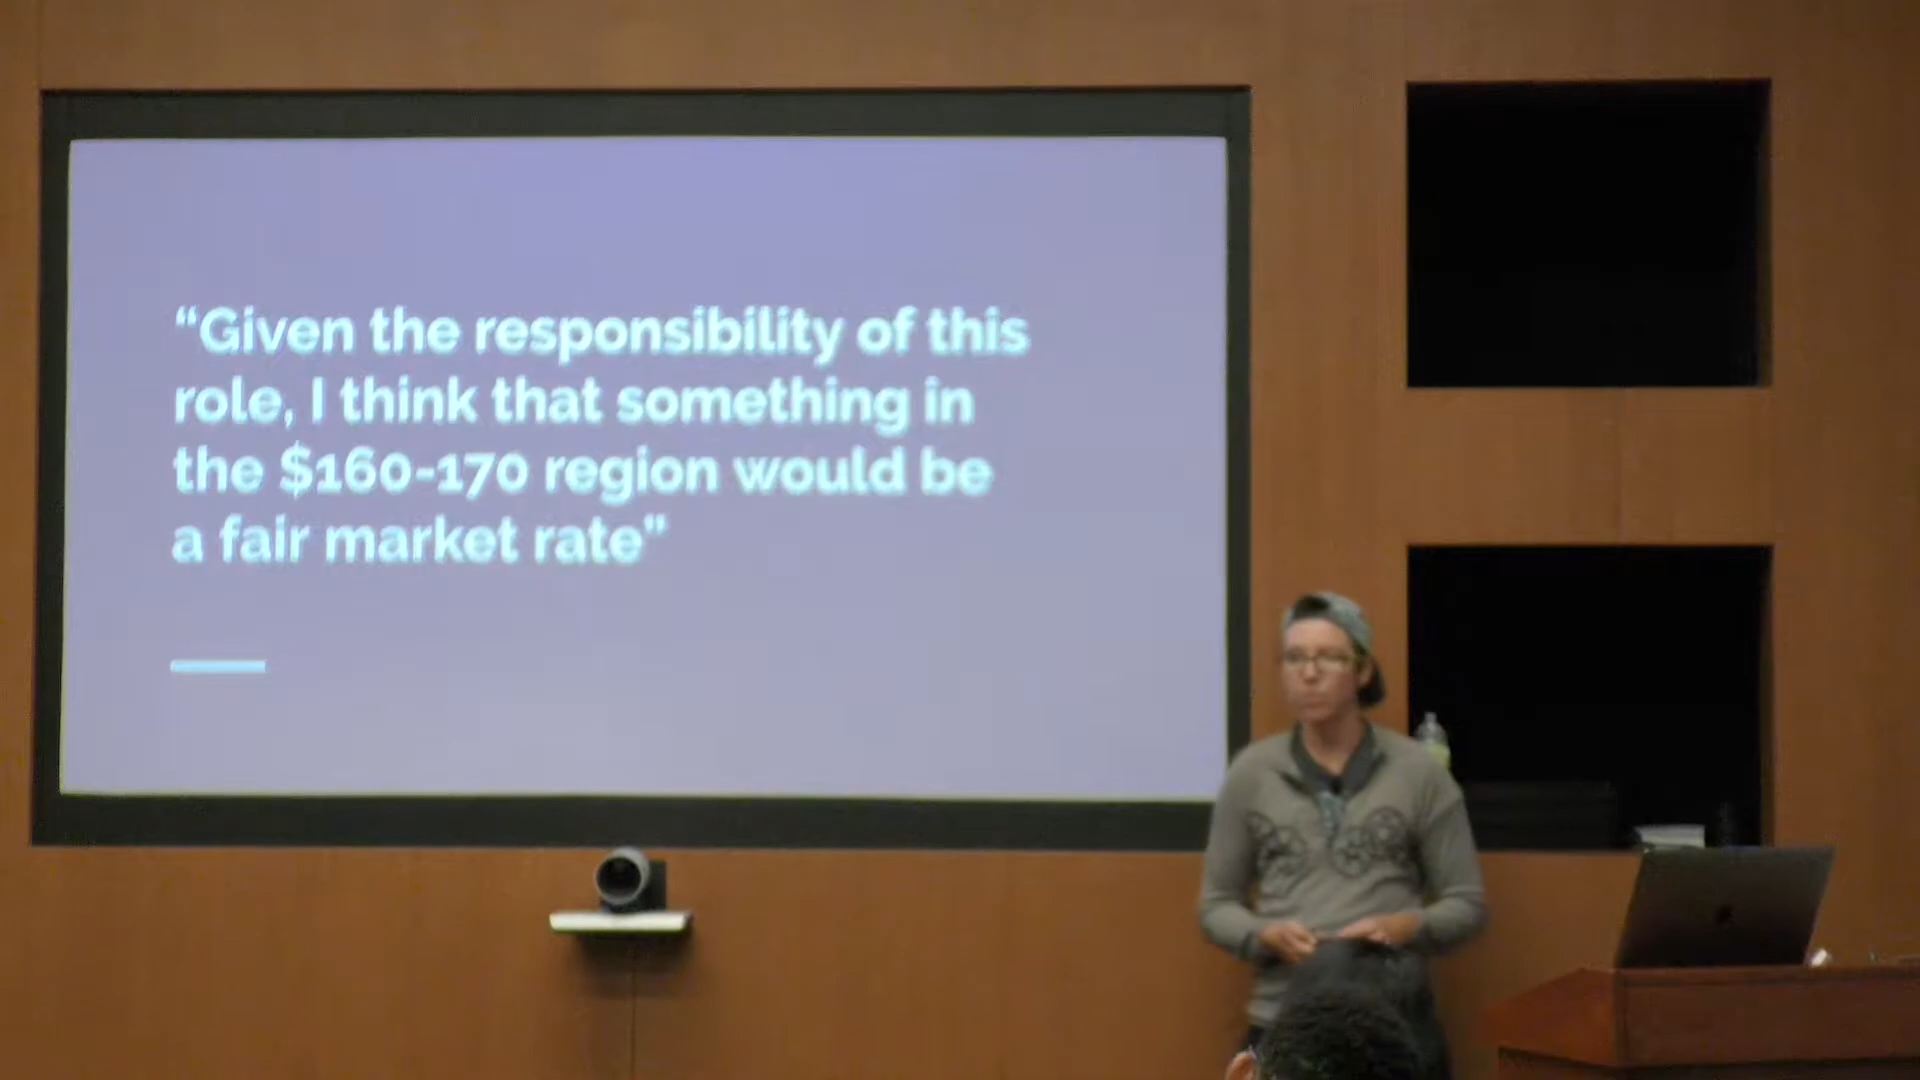 “Given the responsibility of this
role, I think that something in
the $160-170 region would be
a fair market rate”